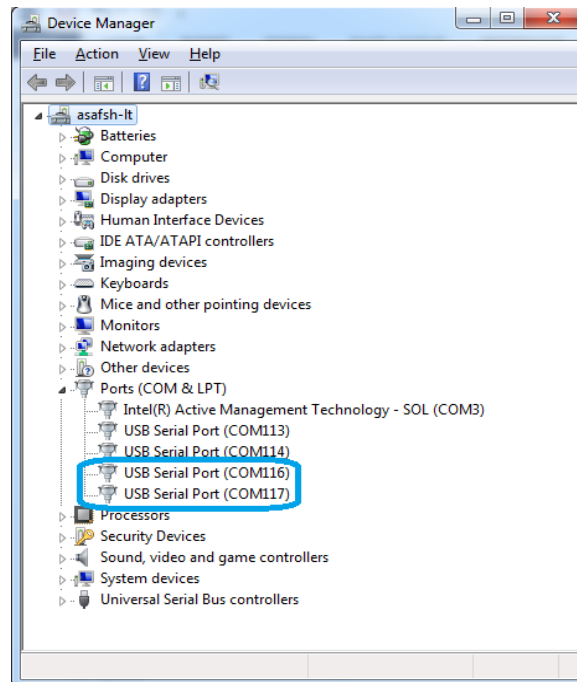 Device Manager
File Action View Help
asafsh-lt
Batteries
Computer
Disk drives
Display adapters
Human Interface Devices
IDE ATA/ATAPI controllers
Imaging devices
Keyboards
Mice and other pointing devices
Monitors
Network adapters
Other devices
Ports (COM & LPT)
Intel(R) Active Management Technology - SOL (COM3)
USB Serial Port (COM113)
USB Serial Port (COM114)
USB Serial Port (COM116)
USB Serial Port (COM117)
Processors
Security Devices
Sound, video and game controllers
System devices
Universal Serial Bus controllers